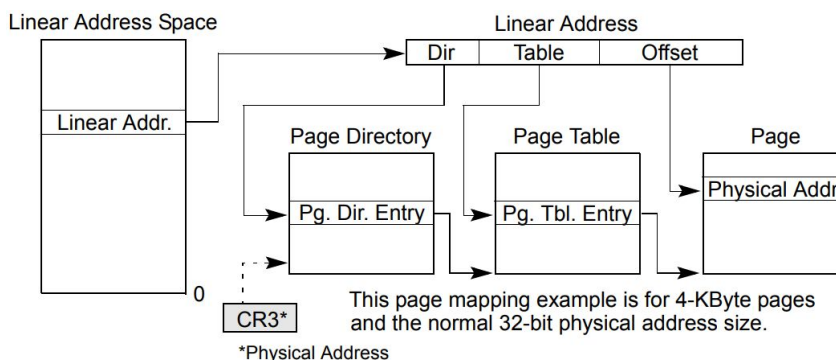 Linear Address Space
Linear Address
Dir
Table
Offset
Linear Addr.
Page Directory
Page Table
Page
Physical Addr
Pg. Dir. Entry
Pg. Tbl. Entry
0
This page mapping example is for 4-KByte pages
and the normal 32-bit physical address size.
CR3*
*Physical Address